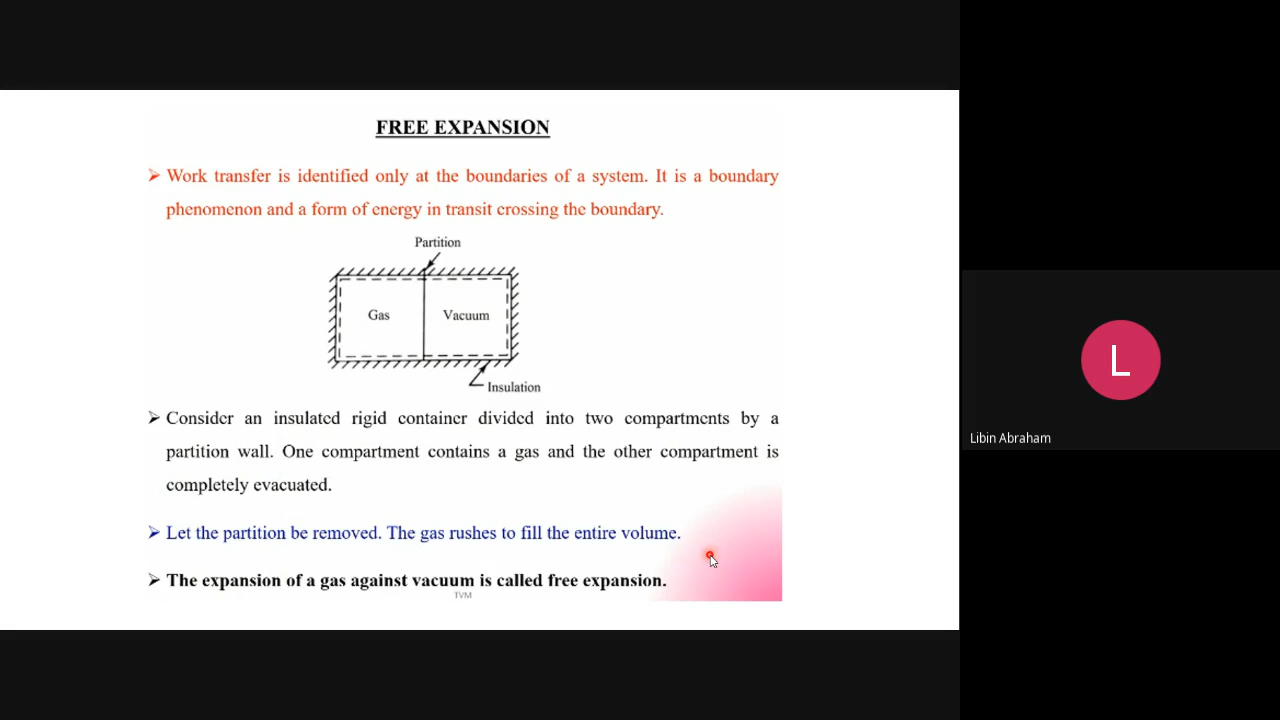 FREE EXPANSION
➢ Work transfer is identified only at the boundaries of a system. It is a boundary
phenomenon and a form of energy in transit crossing the boundary.
Partition
Gas
Vacuum
Insulation
➢ Consider an insulated rigid container divided into two compartments by a
partition wall. One compartment contains a gas and the other compartment is
completely evacuated.
➢ Let the partition be removed. The gas rushes to fill the entire volume.
➢ The expansion of a gas against vacuum is called free expansion.
TVM
L
Libin Abraham